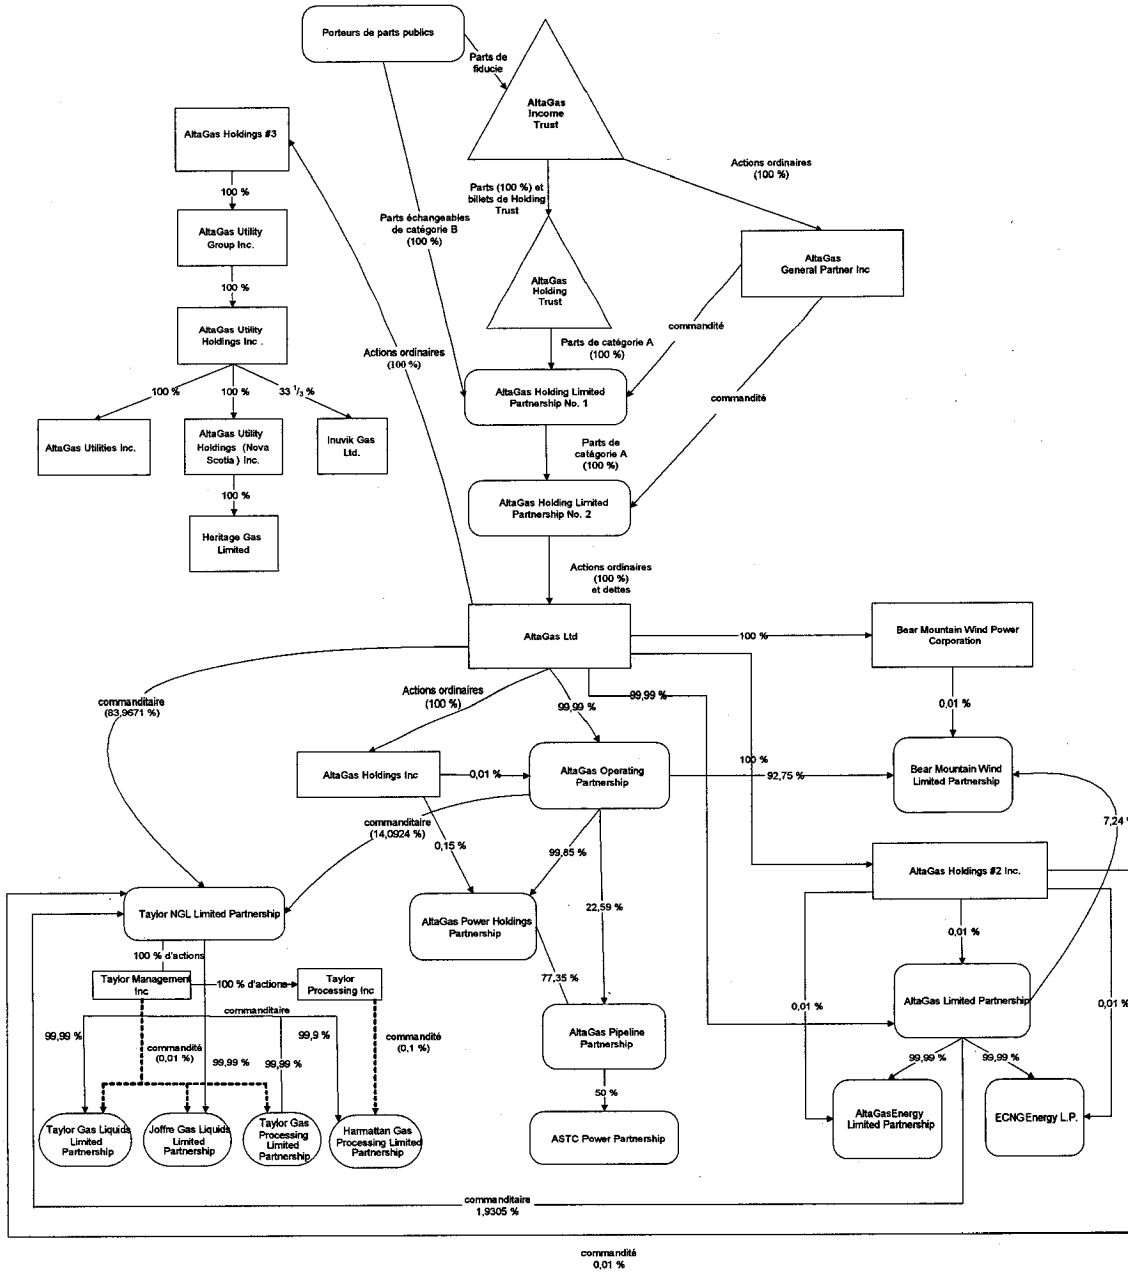 Porteurs de parts publics
Parts de
fiducie
AltaGas
Income
Trust
AltaGas Holdings #3
Actions ordinaires
(100 %)
100 %
Parts (100 %) et
billets de Holding
Trust
AltaGas Utility
Group Inc.
Parts échangeables
de catégorie B
(100 %)
AltaGas
General Partner Inc
AltaGas
Holding
Trust
100 %
AltaGas Utility
Holdings Inc .
commandité
Parts de catégorie A
(100 %)
Actions ordinaires
(100 %)
100 %
100 %
33 1/3 %
AltaGas Holding Limited
Partnership No. 1
commandité
AltaGas Utilities Inc.
AltaGas Utility
Holdings (Nova
Scotia ) Inc.
Inuvik Gas
Ltd.
Parts de
catégorie A
(100 %)
100 %
AltaGas Holding Limited
Partnership No. 2
Heritage Gas
Limited
Actions ordinaires
(100 %)
et dettes
AltaGas Ltd
100 %
Bear Mountain Wind Power
Corporation
commanditaire
(83,9671 %)
Actions ordinaires
(100 %)
99,99 %
99,99 %
0,01 %
AltaGas Holdings Inc
0,01 %
AltaGas Operating
Partnership
100 %
92,75 %
Bear Mountain Wind
Limited Partnership
commanditaire
(14,0924 %)
0,15 %
99,85 %
7,24 %
AltaGas Holdings #2 Inc.
Taylor NGL Limited Partnership
AltaGas Power Holdings
Partnership
22,59 %
0,01 %
100 % d'actions
Taylor Management
Inc
100 % d'actions
Taylor
Processing Inc
77,35 %
AltaGas Limited Partnership
0,01 %
0,01 %
commanditaire
99,99 %
commandité
(0,01 %)
99,99 %
99,99 %
99,9 %
commandité
(0,1 %)
AltaGas Pipeline
Partnership
99,99 %
99,99 %
50 %
Taylor Gas Liquids
Limited
Partnership
Joffre Gas Liquids
Limited
Partnership
Taylor Gas
Processing
Limited
Partnership
Harmattan Gas
Processing Limited
Partnership
ASTC Power Partnership
AltaGasEnergy
Limited Partnership
ECNGEnergy L.P.
commanditaire
1,9305 %
commandité
0,01 %